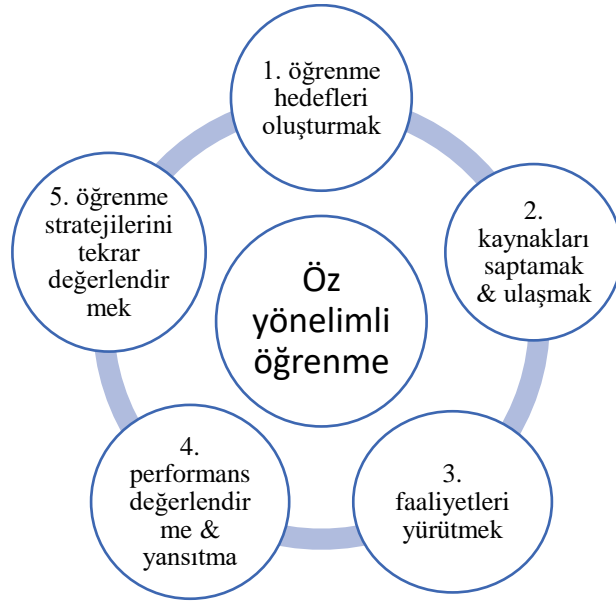 1. öğrenme
hedefleri
oluşturmak
2.
kaynakları
saptamak
& ulaşmak
3.
faaliyetleri
yürütmek
4.
performans
değerlendir
me &
yansıtma
5. öğrenme
stratejilerini
tekrar
değerlendir
mek
Öz
yönelimli
öğrenme